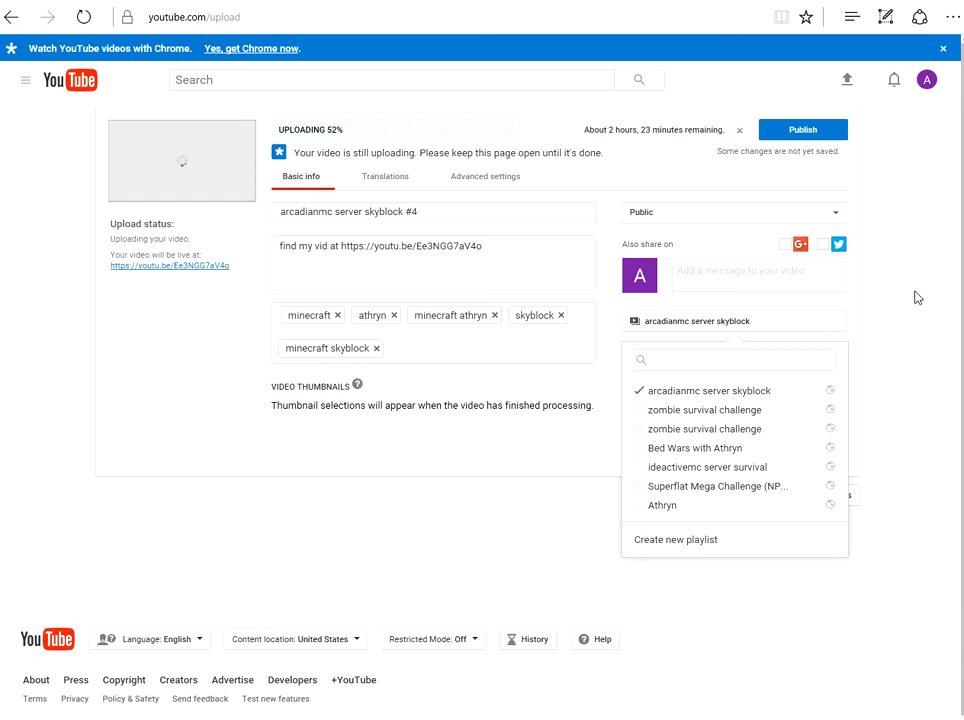 youtube.com/upload
Watch YouTube videos with Chrome. Yes, get Chrome now.
YouTube
Search
A
UPLOADING 52%
About 2 hours, 23 minutes remaining.
Publish
Your video is still uploading. Please keep this page open until it's done.
Some changes are not yet saved.
Basic info
Translations
Advanced settings
arcadianmc server skyblock #4
Public
Upload status:
Uploading your video.
Your video will be live at:
https://youtu.be/Ee3NGG7aV4o
find my vid at https://youtu.be/Ee3NGG7aV4o
Also share on
G+
A
Add a message to your video
minecraft
athryn
minecraft athryn
skyblock
minecraft skyblock
arcadianmc server skyblock
VIDEO THUMBNAILS ?
Thumbnail selections will appear when the video has finished processing.
arcadianmc server skyblock
zombie survival challenge
zombie survival challenge
Bed Wars with Athryn
ideactivemc server survival
Superflat Mega Challenge (NP...
Athryn
s
Create new playlist
YouTube
Language: English
Content location: United States
Restricted Mode: Off
History
Help
About Press Copyright Creators Advertise Developers +YouTube
Terms Privacy Policy & Safety Send feedback Test new features